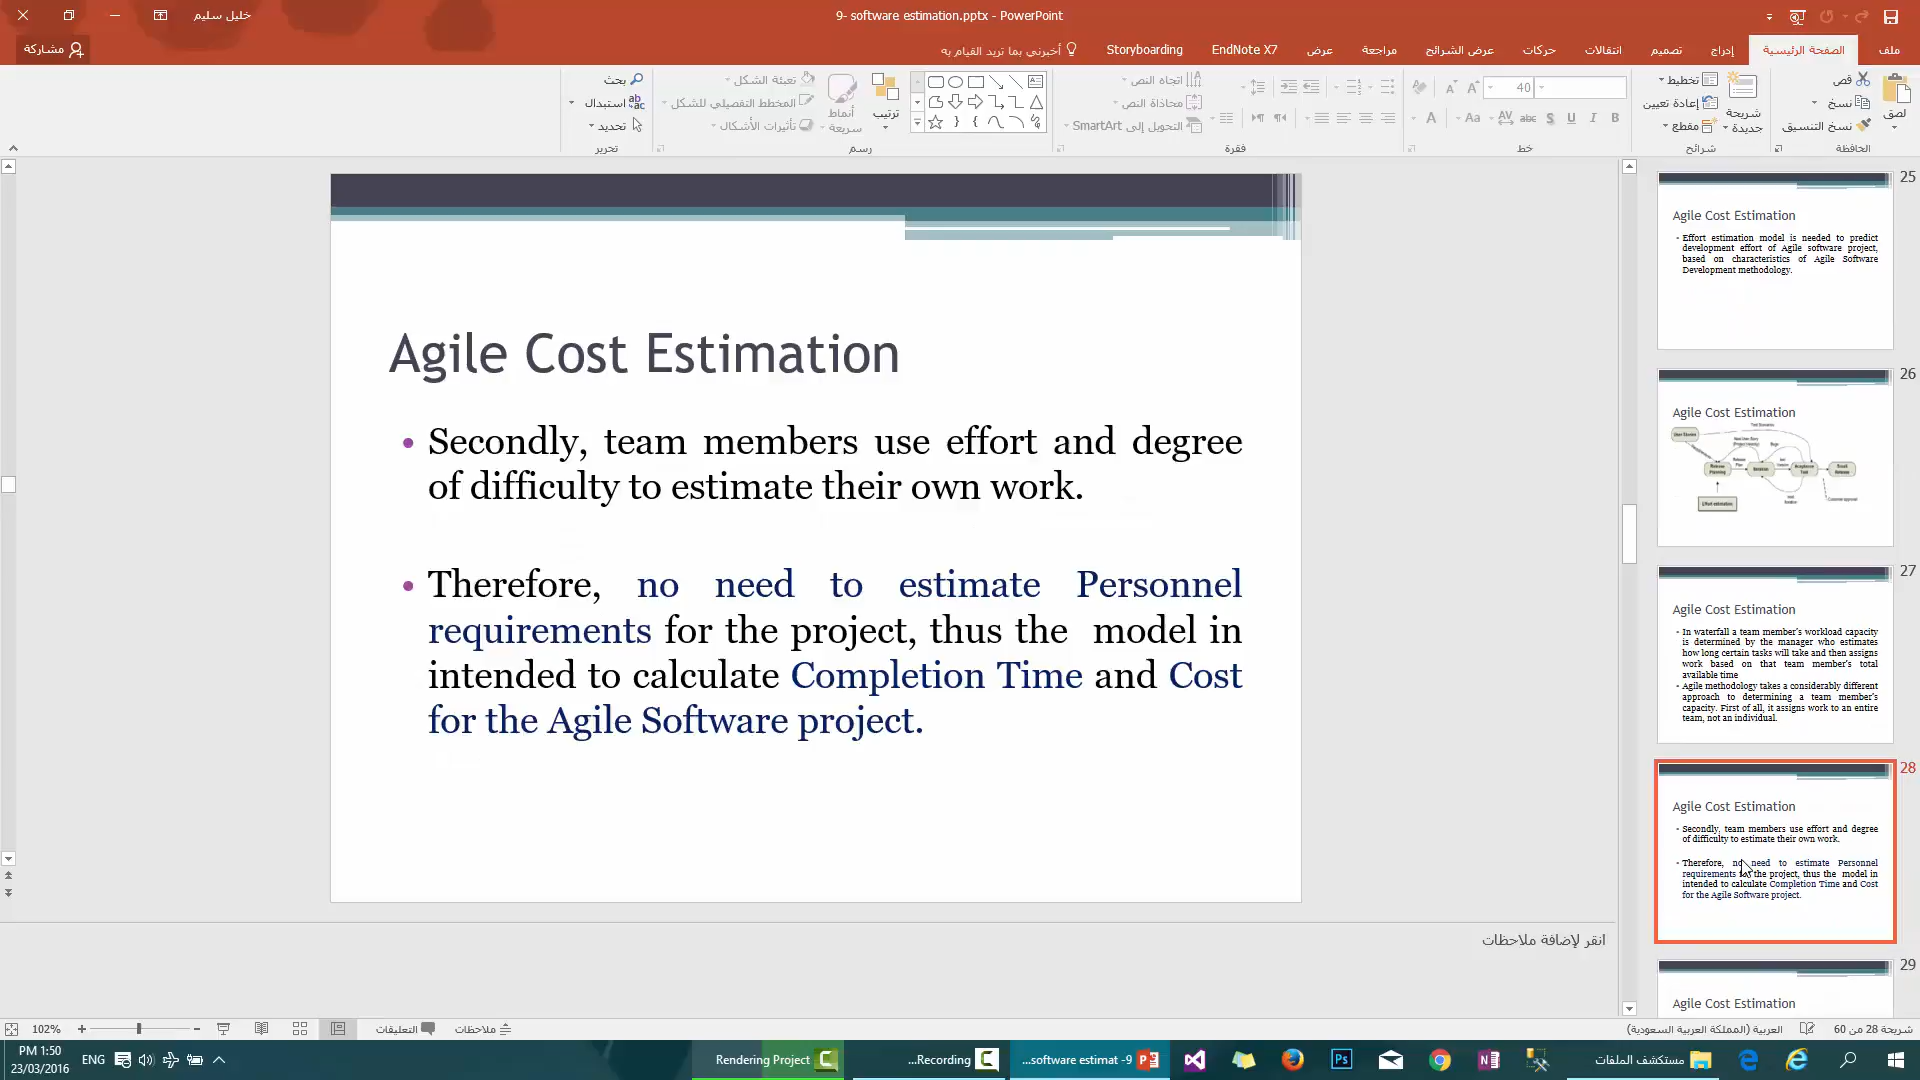 خليل سليم
9- software estimation.pptx - PowerPoint
ملف
الصفحة الرئيسية
إدراج
تصميم
انتقالات
حركات
عرض الشرائح
مراجعة
عرض
EndNote X7
Storyboarding
أخبرني بما تريد القيام به
مشاركة
لصق
قص
نسخ
نسخ التنسيق
الحافظة
شريحة
جديدة
تخطيط
إعادة تعيين
مقطع
شرائح
40
خط
اتجاه النص
محاذاة النص
التحويل إلى SmartArt
فقرة
ترتيب
أنماط
سريعة
تعبئة الشكل
المخطط التفصيلي للشكل
تأثيرات الأشكال
رسم
بحث
استبدال
تحديد
تحرير
Agile Cost Estimation
• Secondly, team members use effort and degree
of difficulty to estimate their own work.
• Therefore, no need to estimate Personnel
requirements for the project, thus the model in
intended to calculate Completion Time and Cost
for the Agile Software project.
25
Agile Cost Estimation
• Effort estimation model is needed to predict
development effort of Agile software project,
based on characteristics of Agile Software
Development methodology.
26
Agile Cost Estimation
27
Agile Cost Estimation
• In waterfall a team member's workload capacity
is determined by the manager who estimates
how long certain tasks will take and then assigns
work based on that team member's total
available time
• Agile methodology takes a considerably different
approach to determining a team member's
capacity. First of all, it assigns work to an entire
team, not an individual.
28
Agile Cost Estimation
• Secondly, team members use effort and degree
of difficulty to estimate their own work.
• Therefore, no need to estimate Personnel
requirements for the project, thus the model in
intended to calculate Completion Time and Cost
for the Agile Software project.
29
Agile Cost Estimation
انقر لإضافة ملاحظات
شريحة 28 من 60
العربية (المملكة العربية السعودية)
ملاحظات
التعليقات
102%
PM 1:50
23/03/2016
ENG
Rendering Project
...Recording
...software estimat -9
مستكشف الملفات